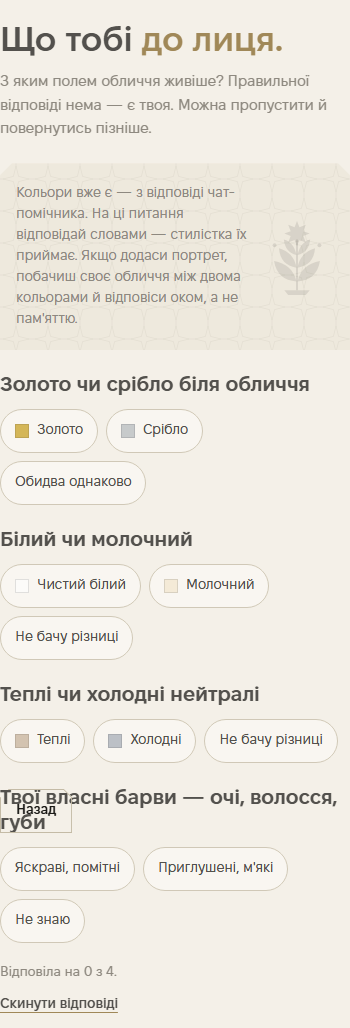 Що тобі до лиця.
З яким полем обличчя живіше? Правильної
відповіді нема — є твоя. Можна пропустити й
повернутись пізніше.
Кольори вже є — з відповіді чат-
помічника. На ці питання
відповідай словами — стилістка їх
приймає. Якщо додаси портрет,
побачиш своє обличчя між двома
кольорами й відповіси оком, а не
пам'яттю.
Золото чи срібло біля обличчя
Золото
Срібло
Обидва однаково
Білий чи молочний
Чистий білий
Молочний
Не бачу різниці
Теплі чи холодні нейтралі
Теплі
Холодні
Не бачу різниці
Твої власні барви — очі, волосся,
губи
Назад
Яскраві, помітні
Приглушені, м'які
Не знаю
Відповіла на 0 з 4.
Скинути відповіді